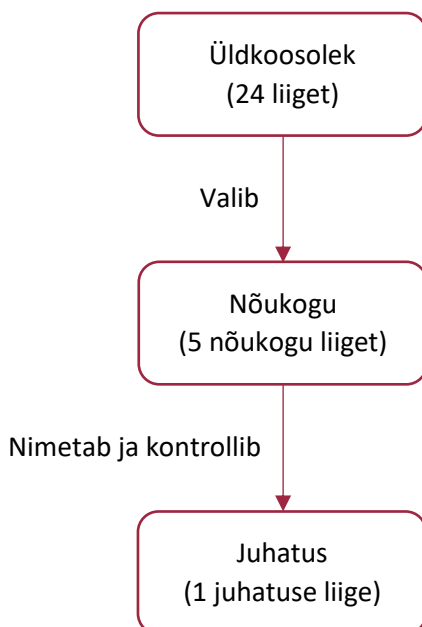 Üldkoosolek
(24 liiget)
Valib
Nõukogu
(5 nõukogu liiget)
Nimetab ja kontrollib
Juhatus
(1 juhatuse liige)